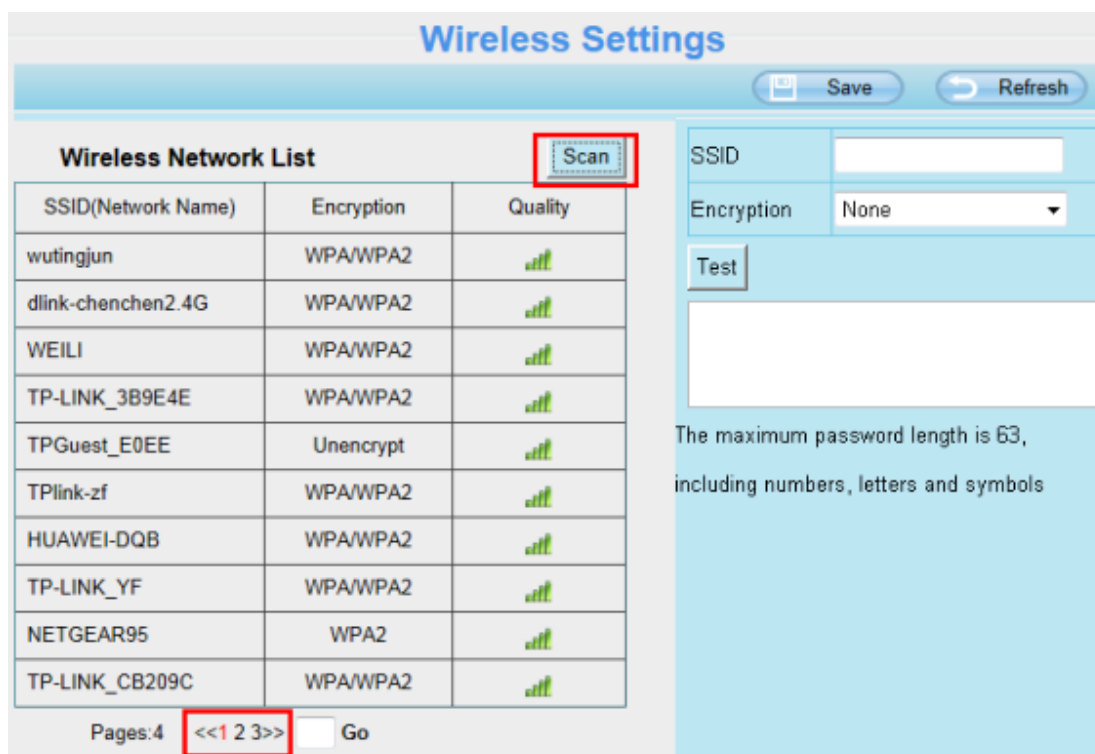 Wireless Settings
Save Refresh
Wireless Network List Scan
SSID(Network Name) Encryption Quality
wutingjun WPA/WPA2
dlink-chenchen2.4G WPA/WPA2
WEILI WPA/WPA2
TP-LINK_3B9E4E WPA/WPA2
TPGuest_E0EE Unencrypt
TPlink-zf WPA/WPA2
HUAWEI-DQB WPA/WPA2
TP-LINK_YF WPA/WPA2
NETGEAR95 WPA2
TP-LINK_CB209C WPA/WPA2
Pages:4 <<1 2 3>> Go
SSID
Encryption None
Test
The maximum password length is 63,
including numbers, letters and symbols